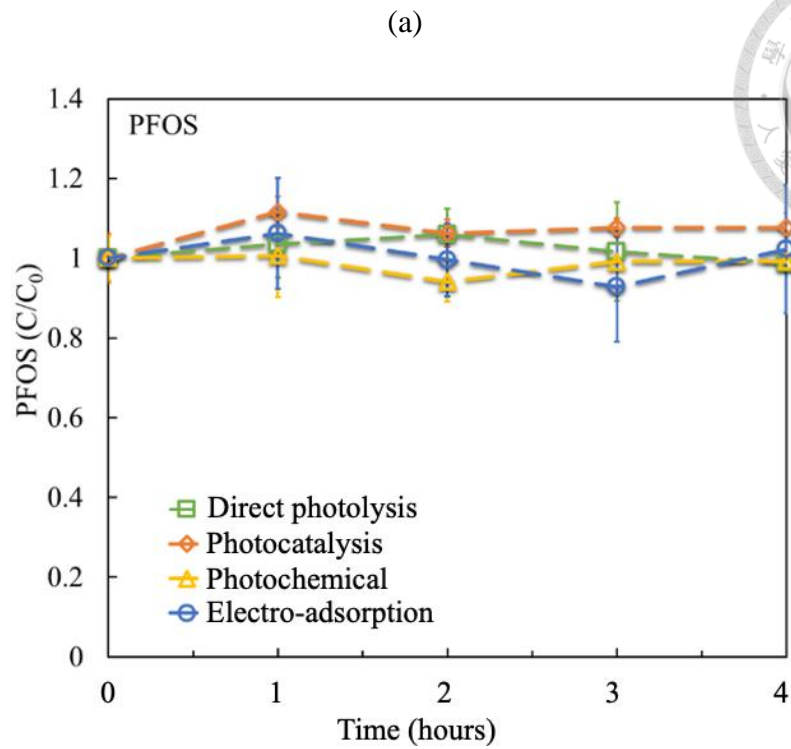 (a)
PFOS
PFOS (C/C₀)
1.4
1.2
1
0.8
0.6
0.4
0.2
0
Direct photolysis
Photocatalysis
Photochemical
Electro-adsorption
0 1 2 3 4
Time (hours)